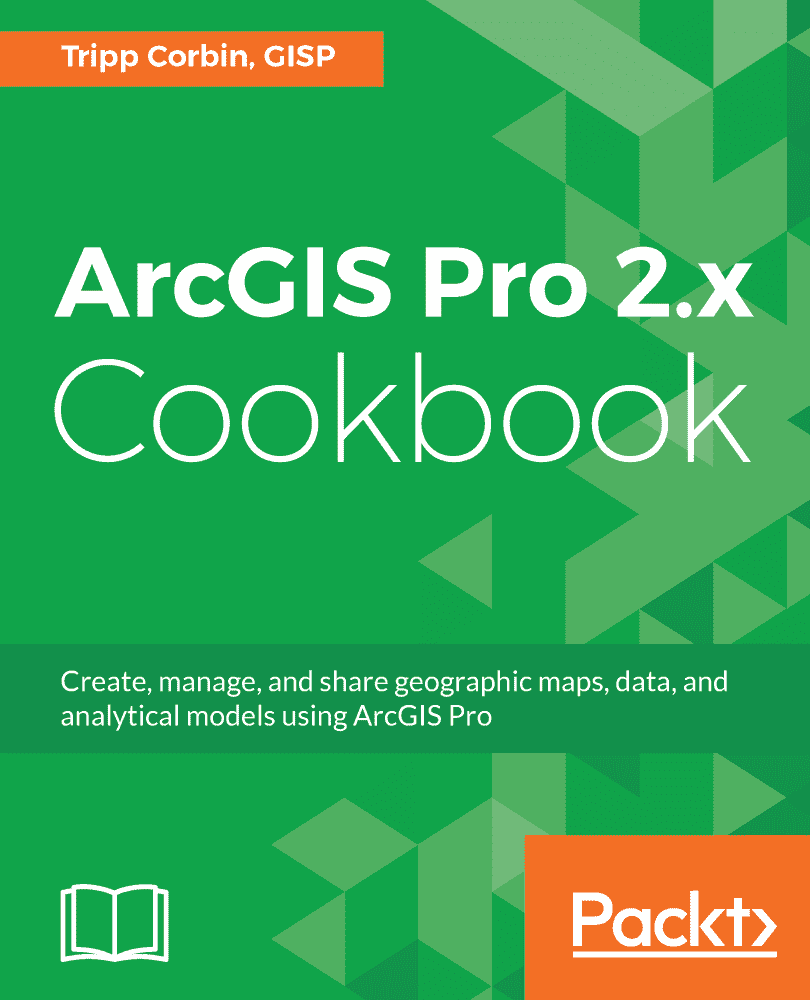 Tripp Corbin, GISP
ArcGIS Pro 2.x
Cookbook
Create, manage, and share geographic maps, data, and
analytical models using ArcGIS Pro
Packt>